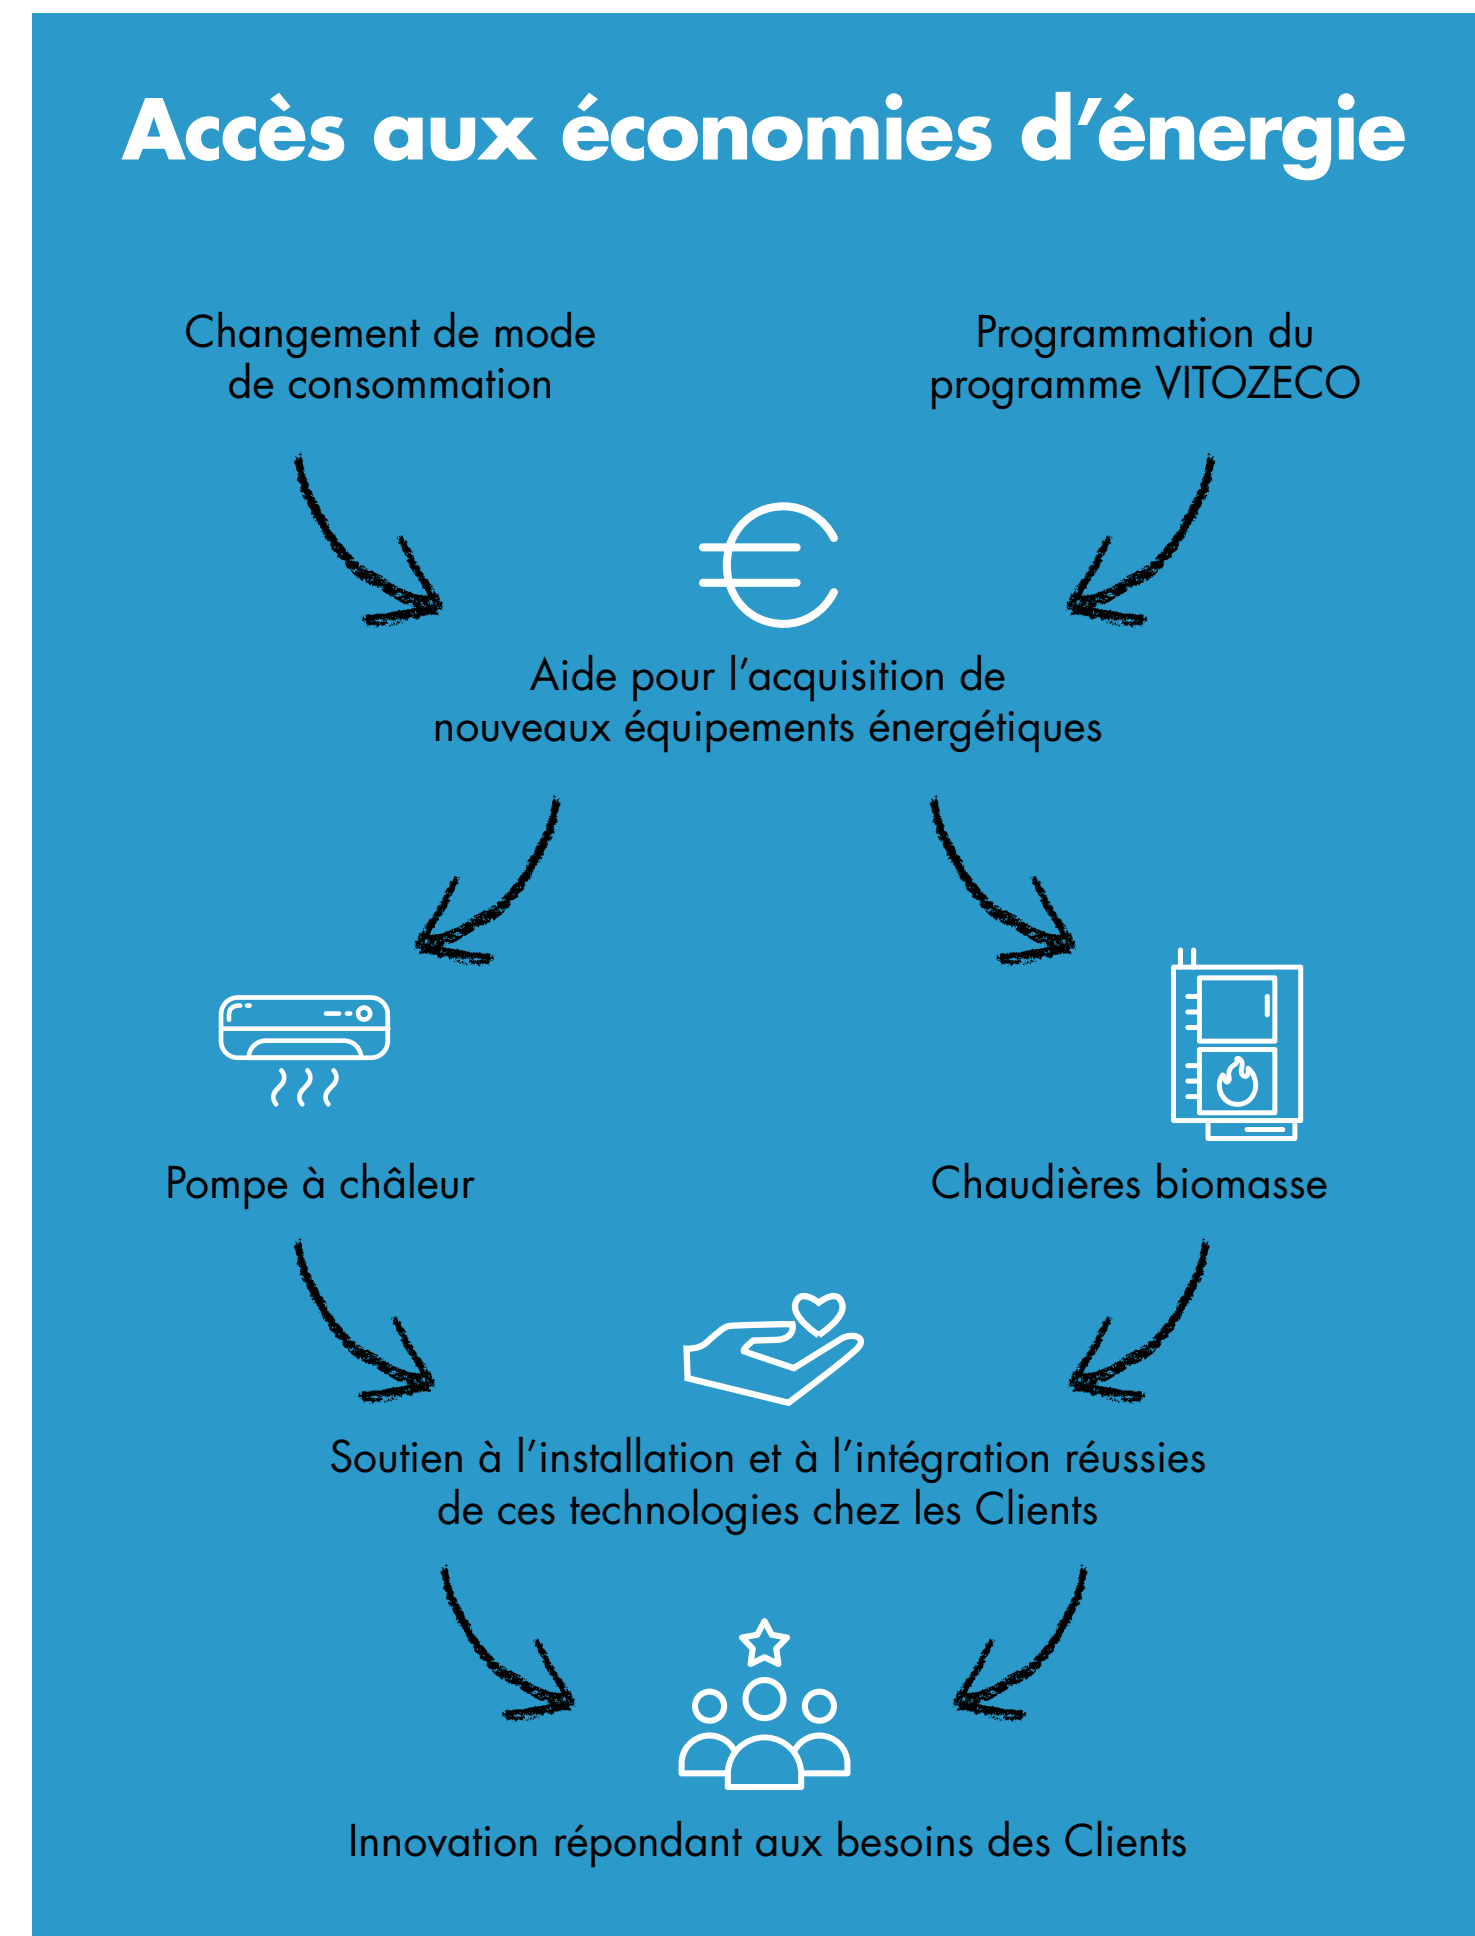 Accès aux économies d’énergie
Changement de mode
de consommation
Programmation du
programme VITOZECO
Aide pour l’acquisition de
nouveaux équipements énergétiques
Pompe à châleur
Chaudières biomasse
Soutien à l’installation et à l’intégration réussies
de ces technologies chez les Clients
Innovation répondant aux besoins des Clients